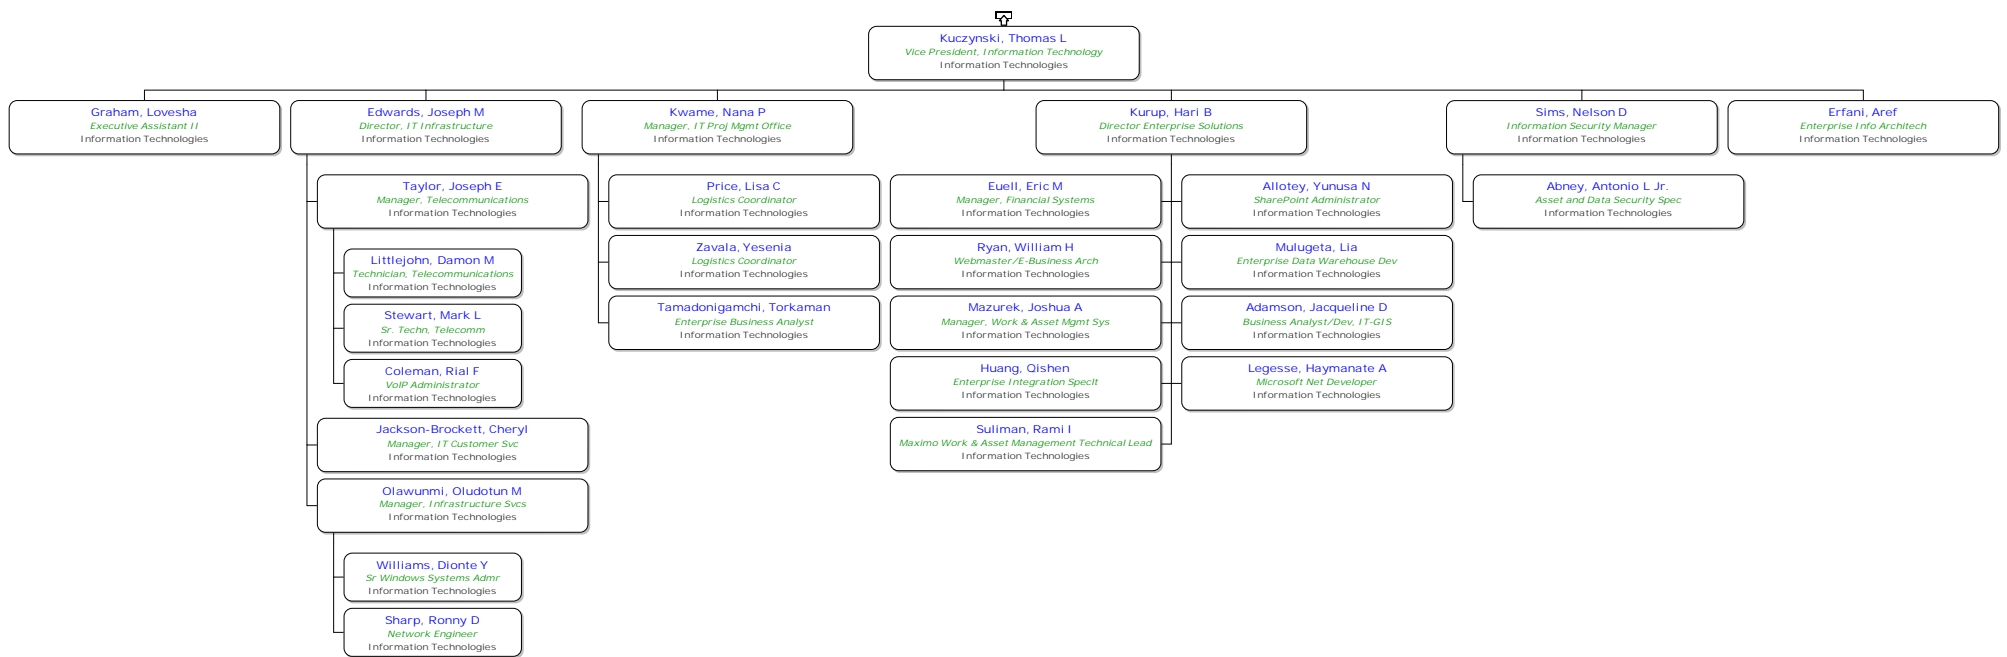 Kuczynski, Thomas L
Vice President, Information Technology
Information Technologies
Graham, Lovesha
Executive Assistant II
Information Technologies
Edwards, Joseph M
Director, IT Infrastructure
Information Technologies
Kwame, Nana P
Manager, IT Proj Mgmt Office
Information Technologies
Kurup, Hari B
Director Enterprise Solutions
Information Technologies
Sims, Nelson D
Information Security Manager
Information Technologies
Erfani, Aref
Enterprise Info Architech
Information Technologies
Taylor, Joseph E
Manager, Telecommunications
Information Technologies
Littlejohn, Damon M
Technician, Telecommunications
Information Technologies
Stewart, Mark L
Sr. Techn, Telecomm
Information Technologies
Coleman, Rial F
VoIP Administrator
Information Technologies
Jackson-Brockett, Cheryl
Manager, IT Customer Svc
Information Technologies
Olawunmi, Oludotun M
Manager, Infrastructure Svcs
Information Technologies
Williams, Dionte Y
Sr Windows Systems Admr
Information Technologies
Sharp, Ronny D
Network Engineer
Information Technologies
Price, Lisa C
Logistics Coordinator
Information Technologies
Zavala, Yesenia
Logistics Coordinator
Information Technologies
Tamadonigamchi, Torkaman
Enterprise Business Analyst
Information Technologies
Euell, Eric M
Manager, Financial Systems
Information Technologies
Ryan, William H
Webmaster/E-Business Arch
Information Technologies
Mazurek, Joshua A
Manager, Work & Asset Mgmt Sys
Information Technologies
Huang, Qishen
Enterprise Integration Speclt
Information Technologies
Suliman, Rami I
Maximo Work & Asset Management Technical Lead
Information Technologies
Allotey, Yunusa N
SharePoint Administrator
Information Technologies
Mulugeta, Lia
Enterprise Data Warehouse Dev
Information Technologies
Adamson, Jacqueline D
Business Analyst/Dev, IT-GIS
Information Technologies
Legesse, Haymanate A
Microsoft Net Developer
Information Technologies
Abney, Antonio L Jr.
Asset and Data Security Spec
Information Technologies